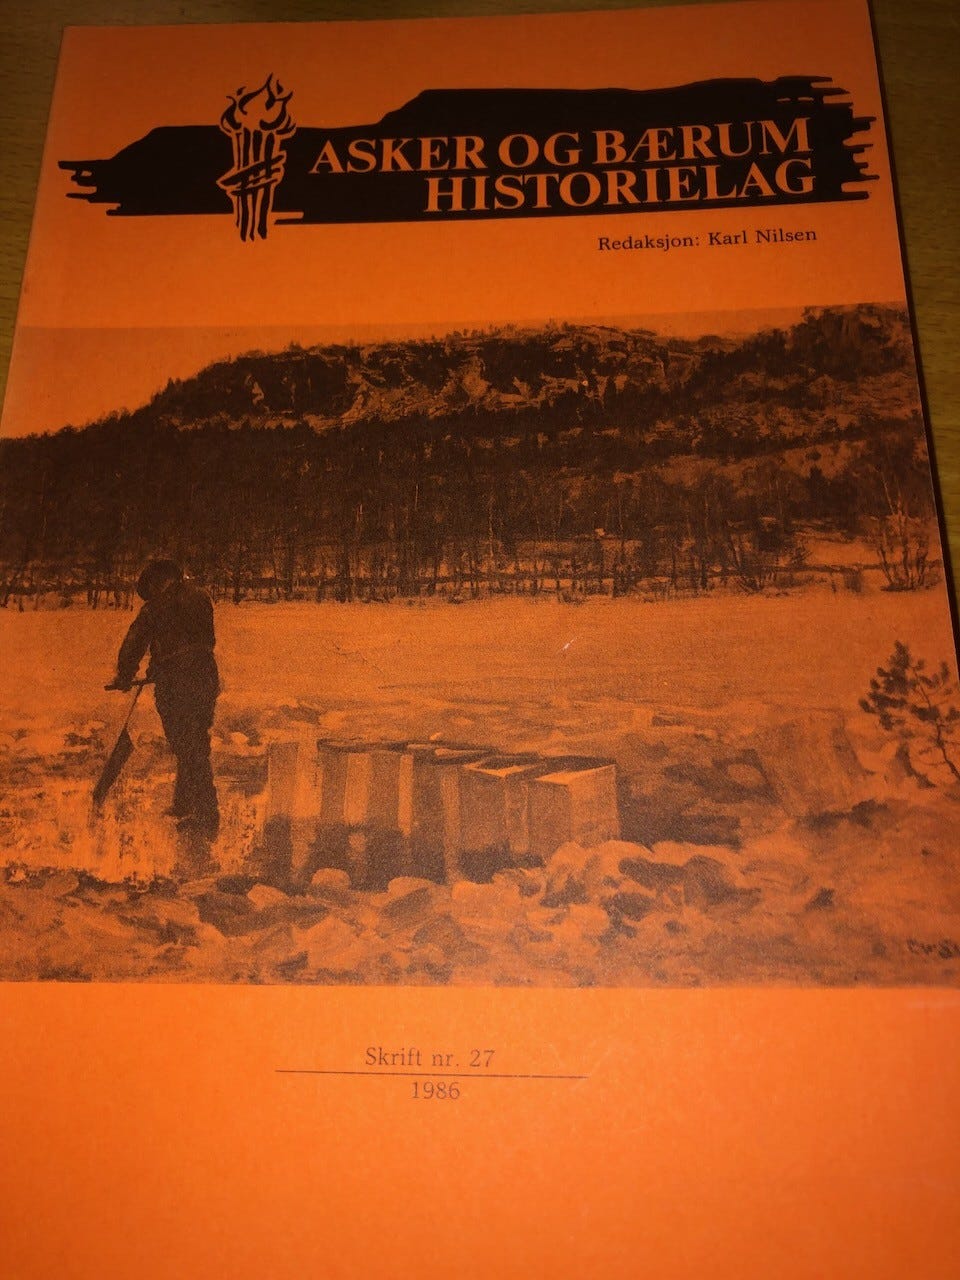 ASKER OG BÆRUM
HISTORIELAG
Redaksjon: Karl Nilsen
Skrift nr. 27
1986